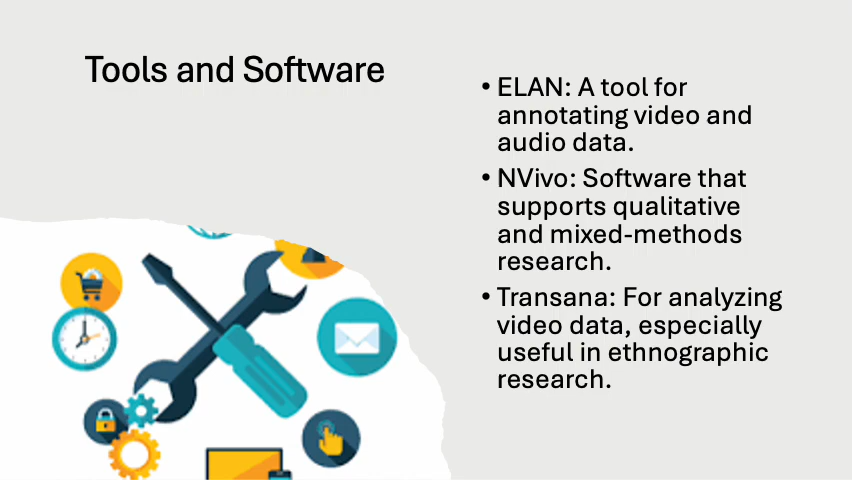 Tools and Software
• ELAN: A tool for
annotating video and
audio data.
• NVivo: Software that
supports qualitative
and mixed-methods
research.
• Transana: For analyzing
video data, especially
useful in ethnographic
research.